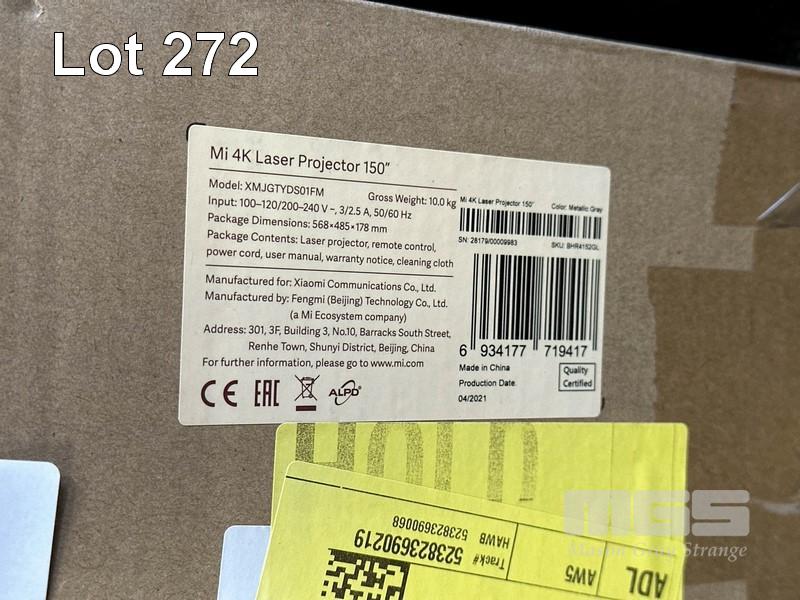 Lot 272
Mi 4K Laser Projector 150″
Model: XMJGTYDS01FM
Gross Weight: 10.0 kg
Input: 100–120/200–240 V ~, 3/2.5 A, 50/60 Hz
Package Dimensions: 568×485×178 mm
Package Contents: Laser projector, remote control,
power cord, user manual, warranty notice, cleaning cloth
Manufactured for: Xiaomi Communications Co., Ltd.
Manufactured by: Fengmi (Beijing) Technology Co., Ltd.
(a Mi Ecosystem company)
Address: 301, 3F, Building 3, No.10, Barracks South Street,
Renhe Town, Shunyi District, Beijing, China
For further information, please go to www.mi.com
CE EAC ALPD®
Mi 4K Laser Projector 150″ Color: Metallic Gray
SN: 28179/00009983 SKU: BHR4152GL
6 934177 719417
Made in China
Production Date:
04/2021
Quality
Certified
HOLD
HAWB 523823690068
Track# 523823690219
AW5
ADL
MGS
Mason Gray Strange